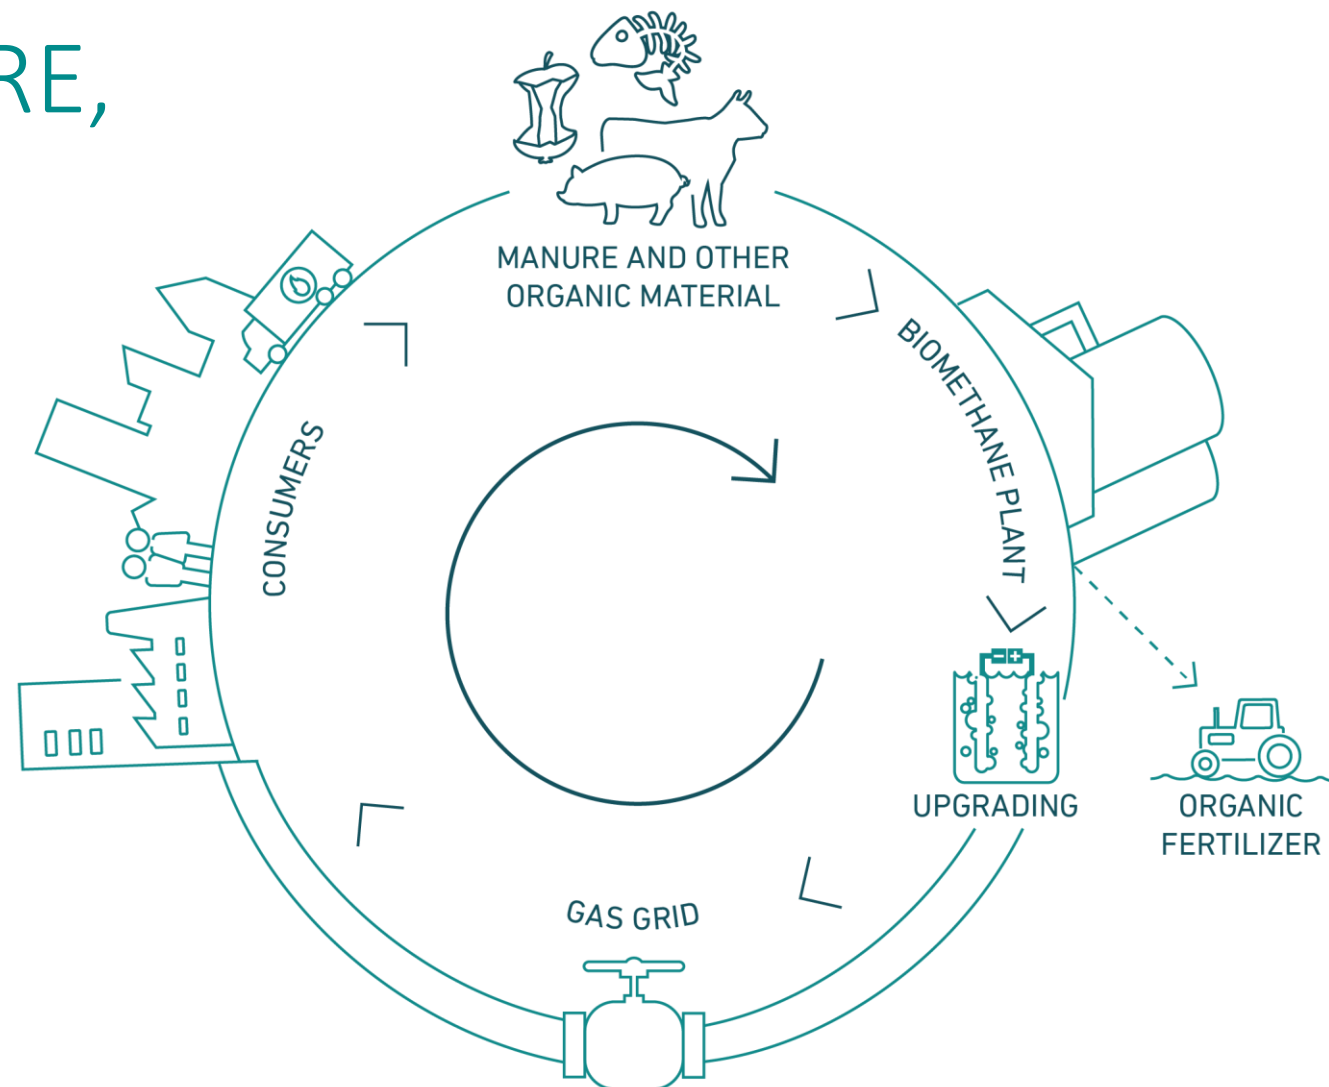 RE,
MANURE AND OTHER
ORGANIC MATERIAL
BIOMETHANE PLANT
CONSUMERS
UPGRADING
ORGANIC
FERTILIZER
GAS GRID